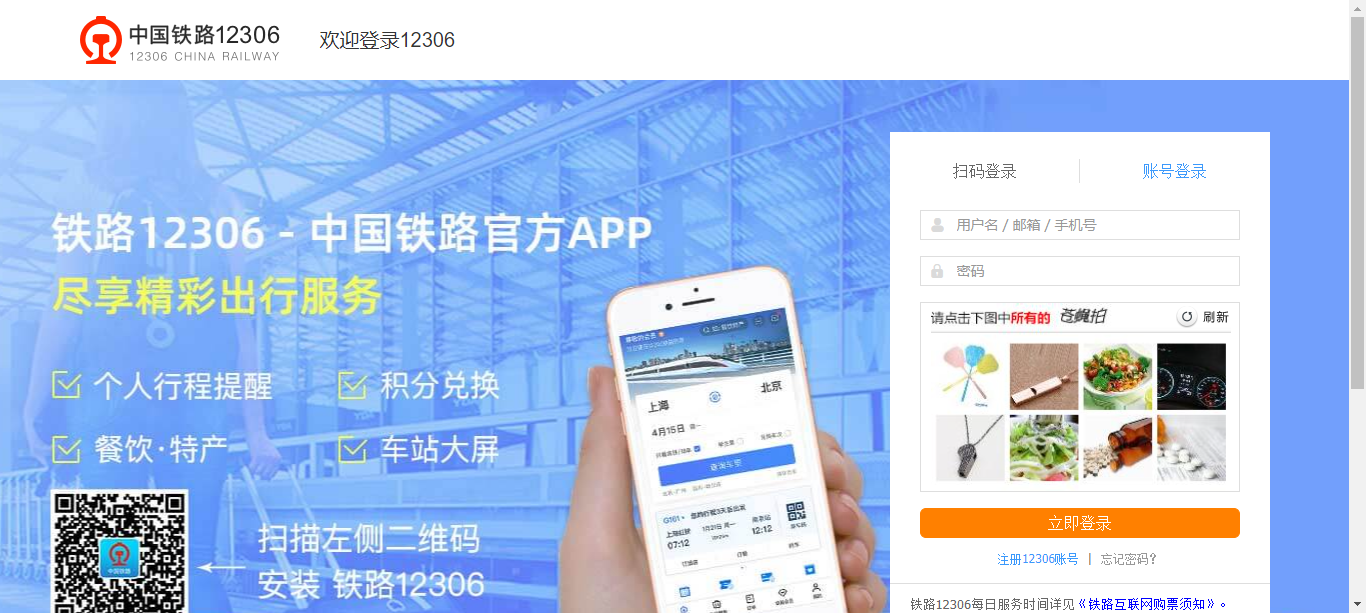 中国铁路12306
12306 CHINA RAILWAY
欢迎登录12306
铁路12306 - 中国铁路官方APP
尽享精彩出行服务
个人行程提醒
积分兑换
餐饮·特产
车站大屏
扫描左侧二维码
安装 铁路12306
上海
北京
4月15日 周一
查询车票
07:12
12:12
扫码登录
账号登录
用户名 / 邮箱 / 手机号
密码
请点击下图中所有的 苍蝇拍
刷新
立即登录
注册12306账号 | 忘记密码?
铁路12306每日服务时间详见《铁路互联网购票须知》。